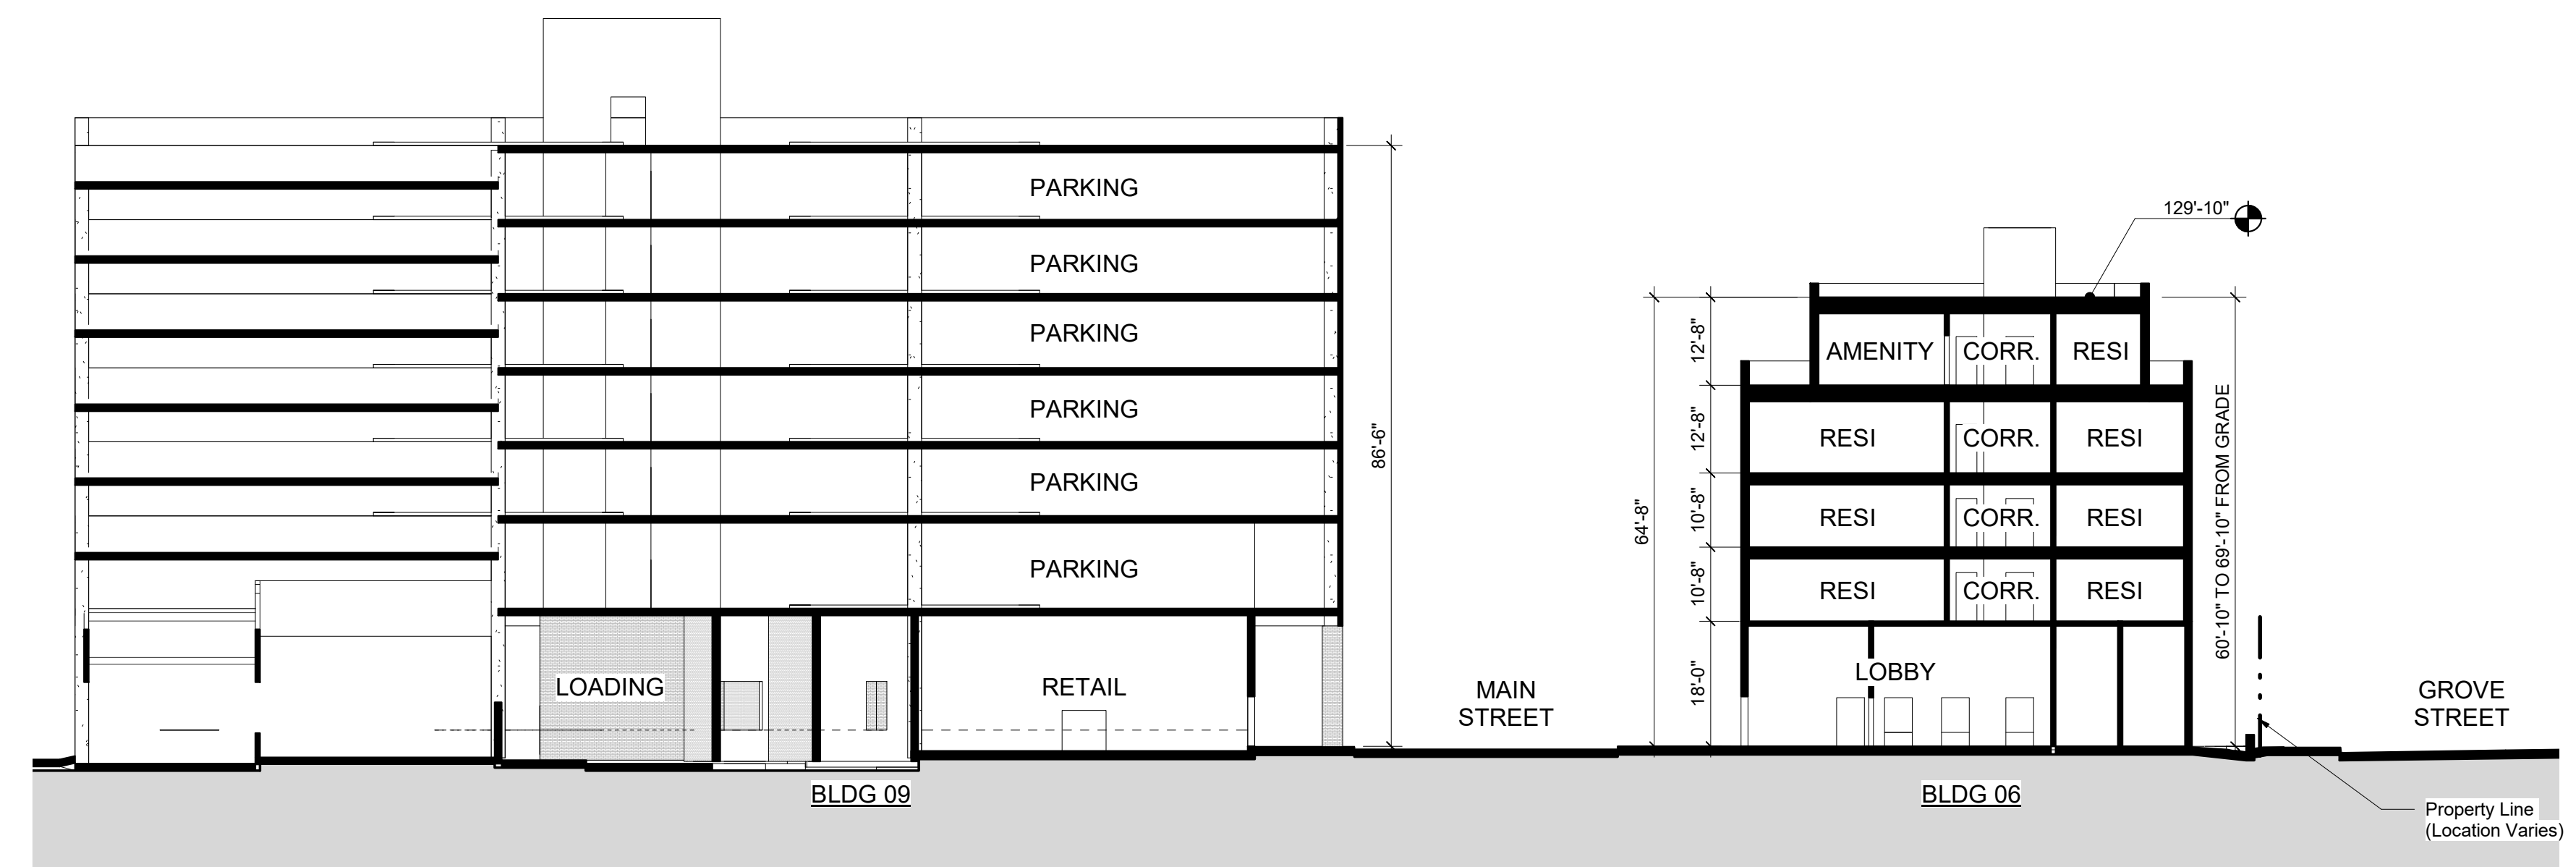 PARKING
PARKING
PARKING
PARKING
PARKING
PARKING
LOADING
RETAIL
86'-6"
BLDG 09
MAIN
STREET
129'-10"
64'-8"
12'-8"
12'-8"
10'-8"
10'-8"
18'-0"
AMENITY CORR. RESI
RESI CORR. RESI
RESI CORR. RESI
RESI CORR. RESI
LOBBY
60'-10" TO 69'-10" FROM GRADE
BLDG 06
GROVE
STREET
Property Line
(Location Varies)